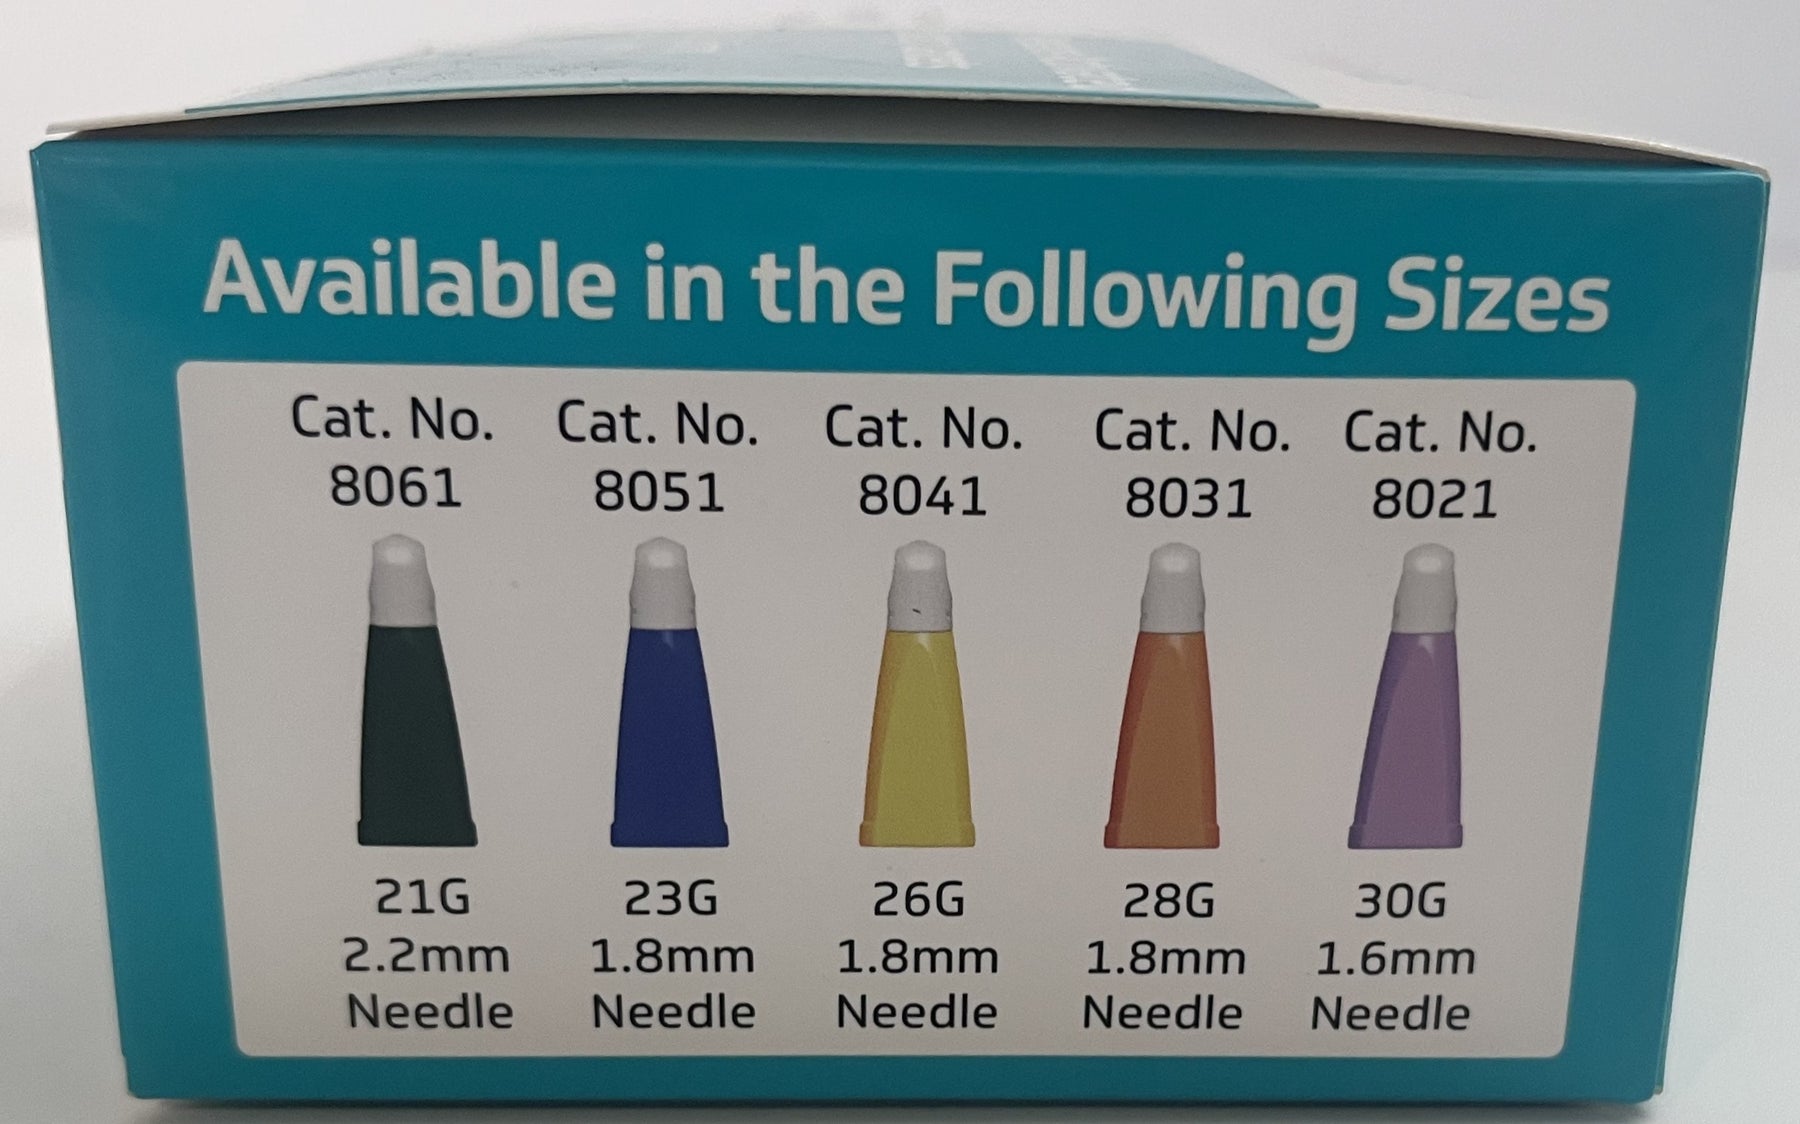 Available in the Following Sizes
Cat. No. Cat. No. Cat. No. Cat. No. Cat. No.
8061 8051 8041 8031 8021
21G 23G 26G 28G 30G
2.2mm 1.8mm 1.8mm 1.8mm 1.6mm
Needle Needle Needle Needle Needle